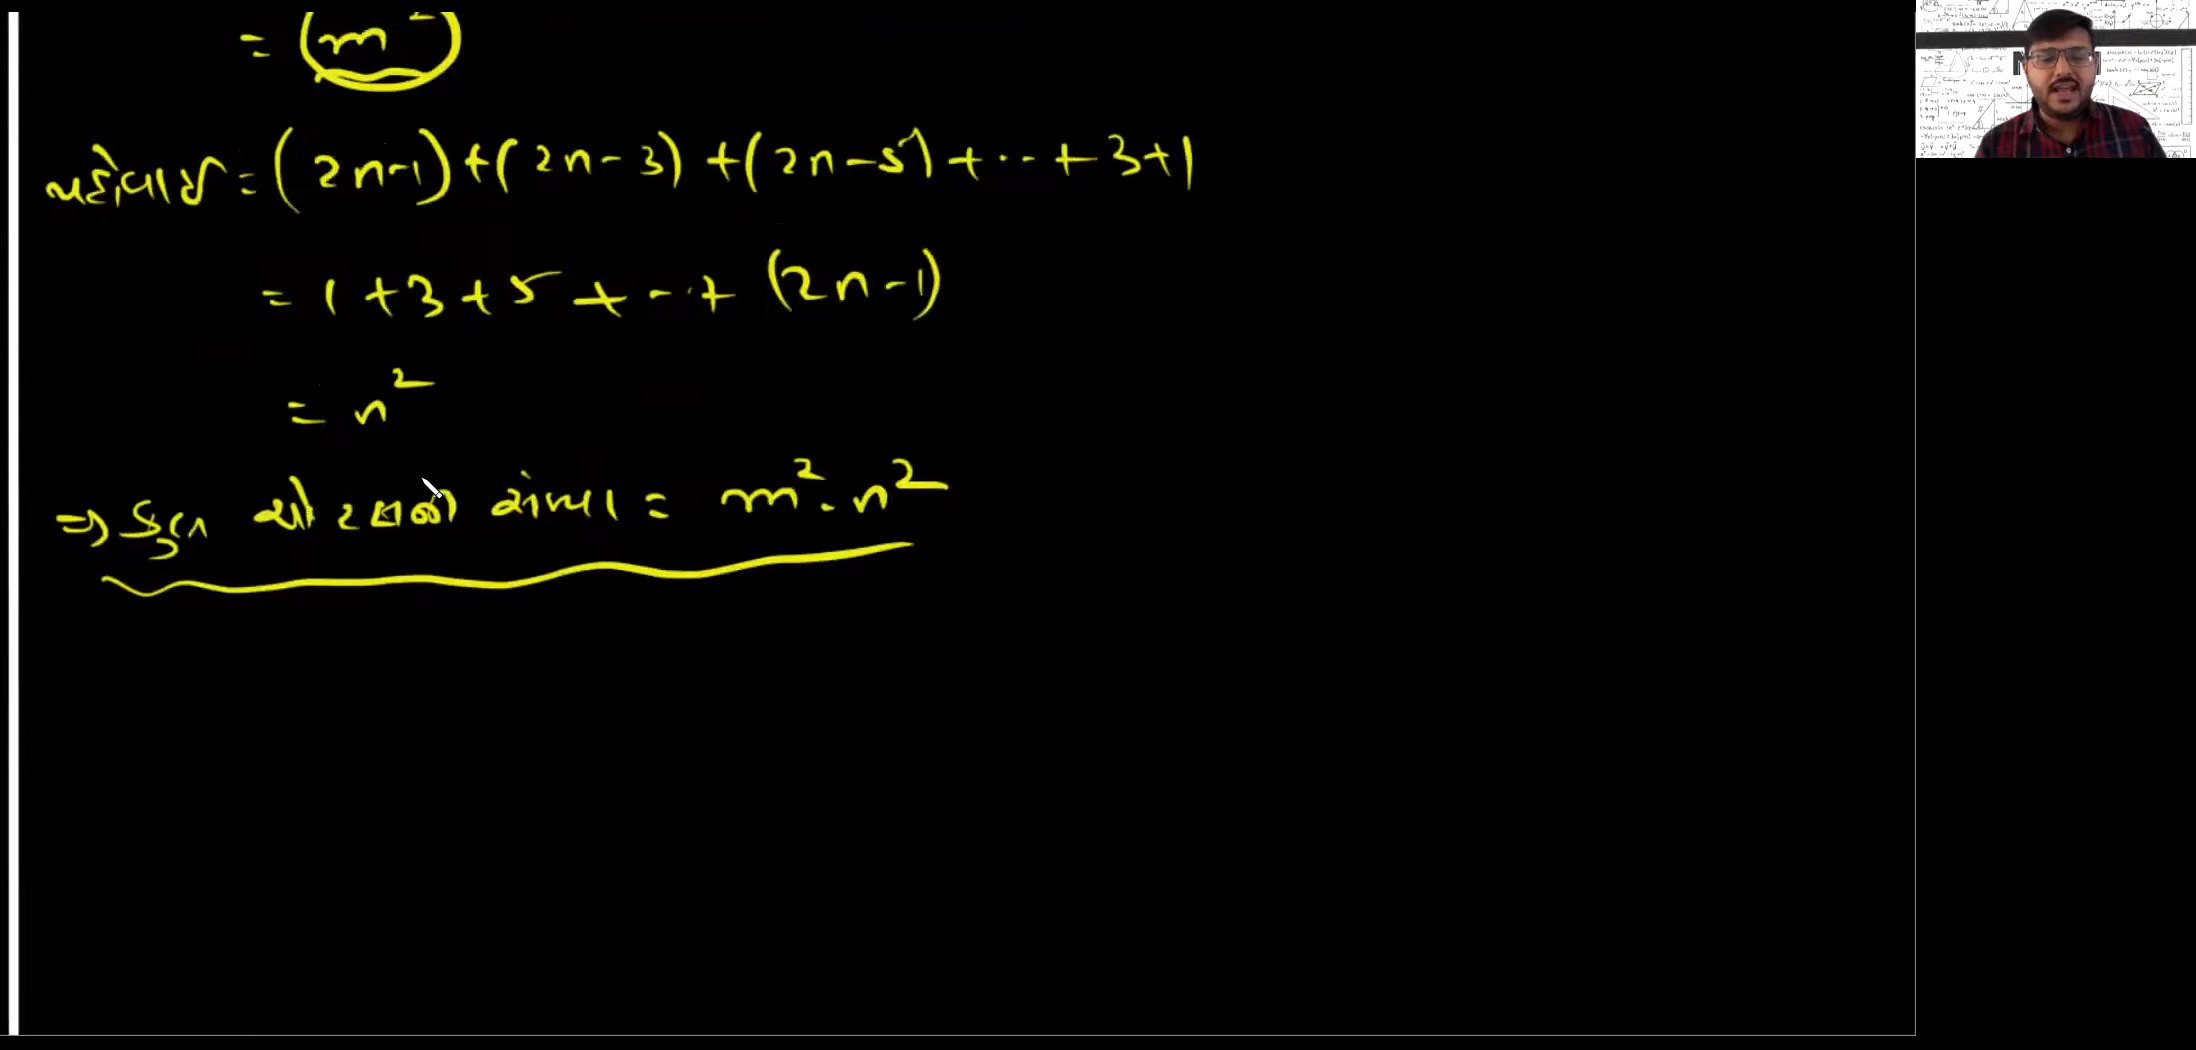 = m²
પહોળાઈ = (2n-1)+(2n-3)+(2n-5)+...+3+1
= 1+3+5+...+(2n-1)
= n²
⇒ કુલ ચોરસની સંખ્યા = m²·n²